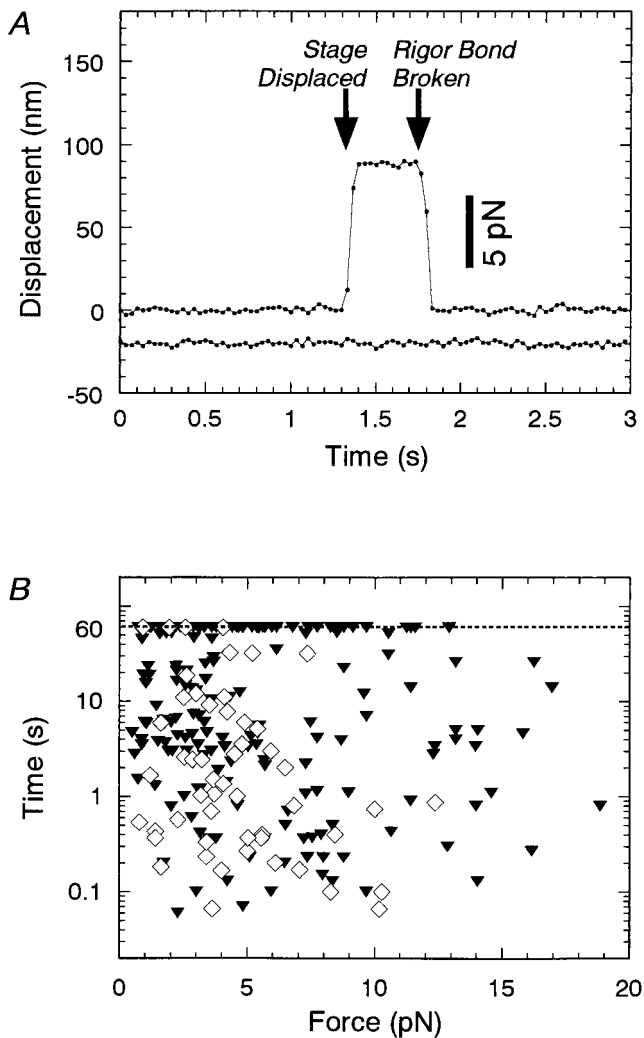 A
Stage
Displaced
Rigor Bond
Broken
Displacement (nm)
150
100
50
0
-50
5 pN
0
0.5
1
1.5
2
2.5
3
Time (s)
B
Time (s)
60
10
1
0.1
0
5
10
15
20
Force (pN)